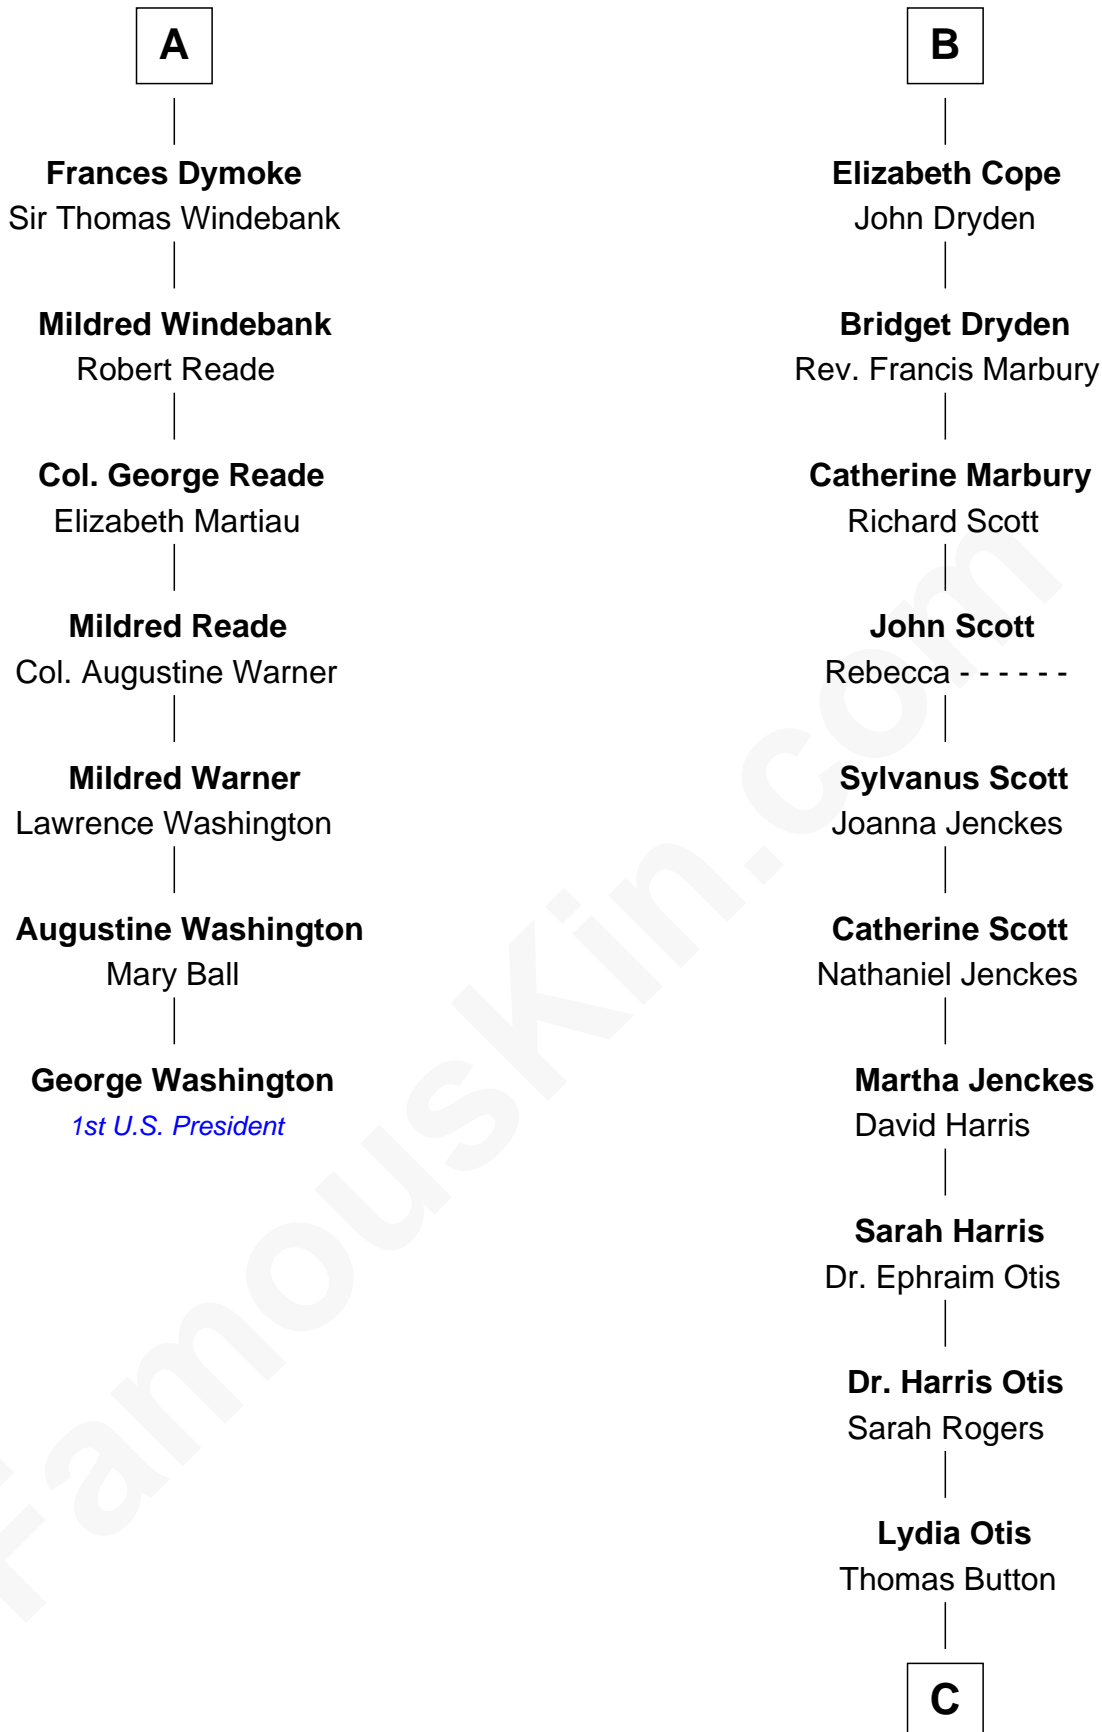 A
Frances Dymoke
Sir Thomas Windebank
Mildred Windebank
Robert Reade
Col. George Reade
Elizabeth Martiau
Mildred Reade
Col. Augustine Warner
Mildred Warner
Lawrence Washington
Augustine Washington
Mary Ball
George Washington
1st U.S. President
B
Elizabeth Cope
John Dryden
Bridget Dryden
Rev. Francis Marbury
Catherine Marbury
Richard Scott
John Scott
Rebecca - - - - - -
Sylvanus Scott
Joanna Jenckes
Catherine Scott
Nathaniel Jenckes
Martha Jenckes
David Harris
Sarah Harris
Dr. Ephraim Otis
Dr. Harris Otis
Sarah Rogers
Lydia Otis
Thomas Button
C
FamousKin.com